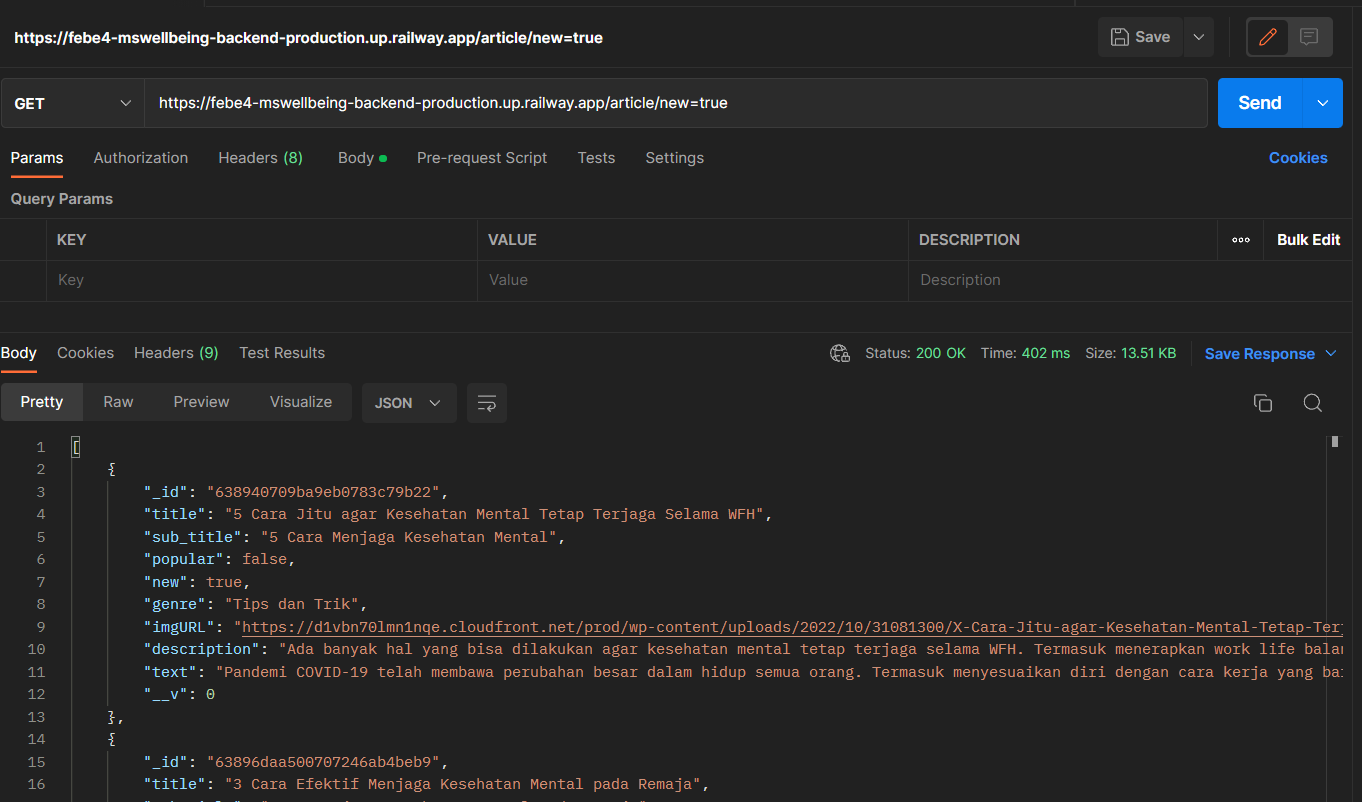 https://febe4-mswellbeing-backend-production.up.railway.app/article/new=true
Save
GET
https://febe4-mswellbeing-backend-production.up.railway.app/article/new=true
Send
Params Authorization Headers (8) Body Pre-request Script Tests Settings Cookies
Query Params
KEY VALUE DESCRIPTION Bulk Edit
Key Value Description
Body Cookies Headers (9) Test Results Status: 200 OK Time: 402 ms Size: 13.51 KB Save Response
Pretty Raw Preview Visualize JSON
1 [
2 {
3 "_id": "638940709ba9eb0783c79b22",
4 "title": "5 Cara Jitu agar Kesehatan Mental Tetap Terjaga Selama WFH",
5 "sub_title": "5 Cara Menjaga Kesehatan Mental",
6 "popular": false,
7 "new": true,
8 "genre": "Tips dan Trik",
9 "imgURL": "https://d1vbn70lmn1nqe.cloudfront.net/prod/wp-content/uploads/2022/10/31081300/X-Cara-Jitu-agar-Kesehatan-Mental-Tetap-Ter
10 "description": "Ada banyak hal yang bisa dilakukan agar kesehatan mental tetap terjaga selama WFH. Termasuk menerapkan work life balan
11 "text": "Pandemi COVID-19 telah membawa perubahan besar dalam hidup semua orang. Termasuk menyesuaikan diri dengan cara kerja yang ba
12 "__v": 0
13 },
14 {
15 "_id": "63896daa500707246ab4beb9",
16 "title": "3 Cara Efektif Menjaga Kesehatan Mental pada Remaja",